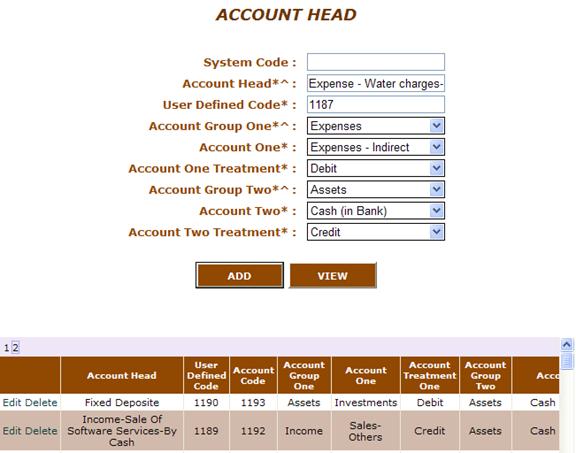 ACCOUNT HEAD
System Code :
Account Head*^ : Expense - Water charges-
User Defined Code* : 1187
Account Group One*^ : Expenses
Account One* : Expenses - Indirect
Account One Treatment* : Debit
Account Group Two*^ : Assets
Account Two* : Cash (in Bank)
Account Two Treatment* : Credit
ADD VIEW
1 2
Account Head User Defined Code Account Code Account Group One Account One Account Treatment One Account Group Two Acco
Edit Delete Fixed Deposite 1190 1193 Assets Investments Debit Assets Cash
Edit Delete Income-Sale Of Software Services-By Cash 1189 1192 Income Sales-Others Credit Assets Cash